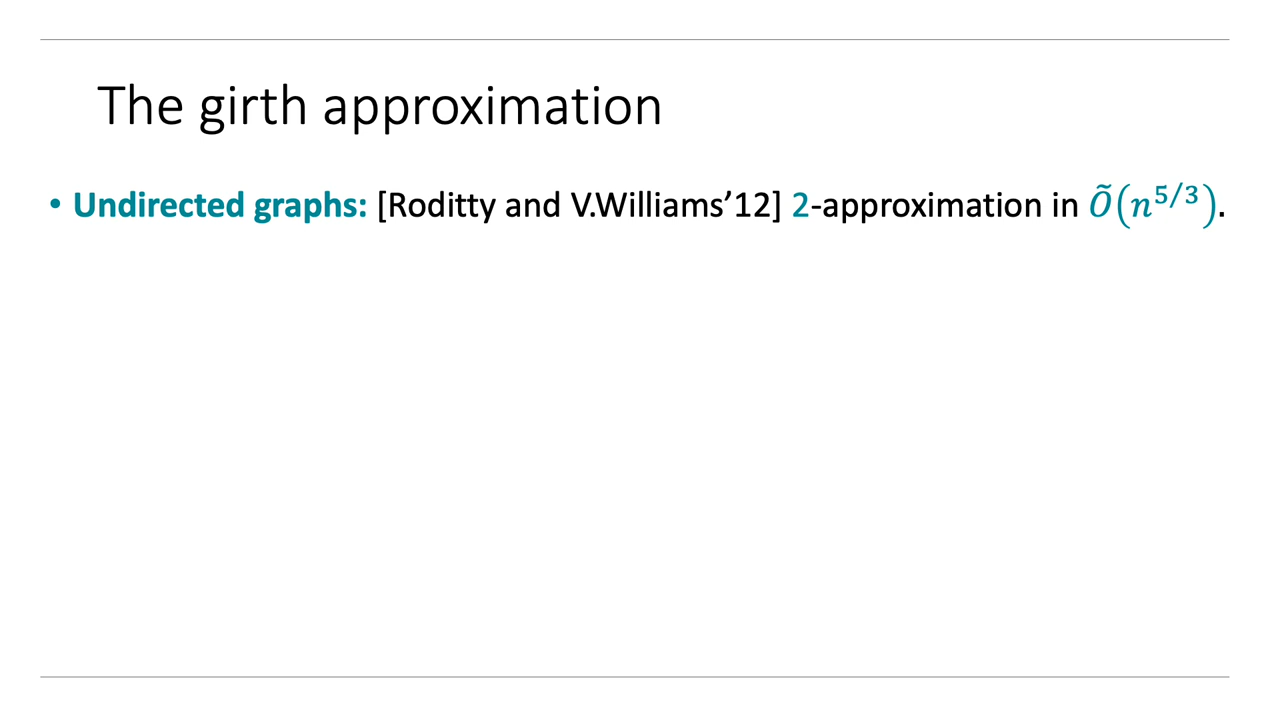 The girth approximation
• Undirected graphs: [Roditty and V.Williams’12] 2-approximation in Õ(n^{5/3}).